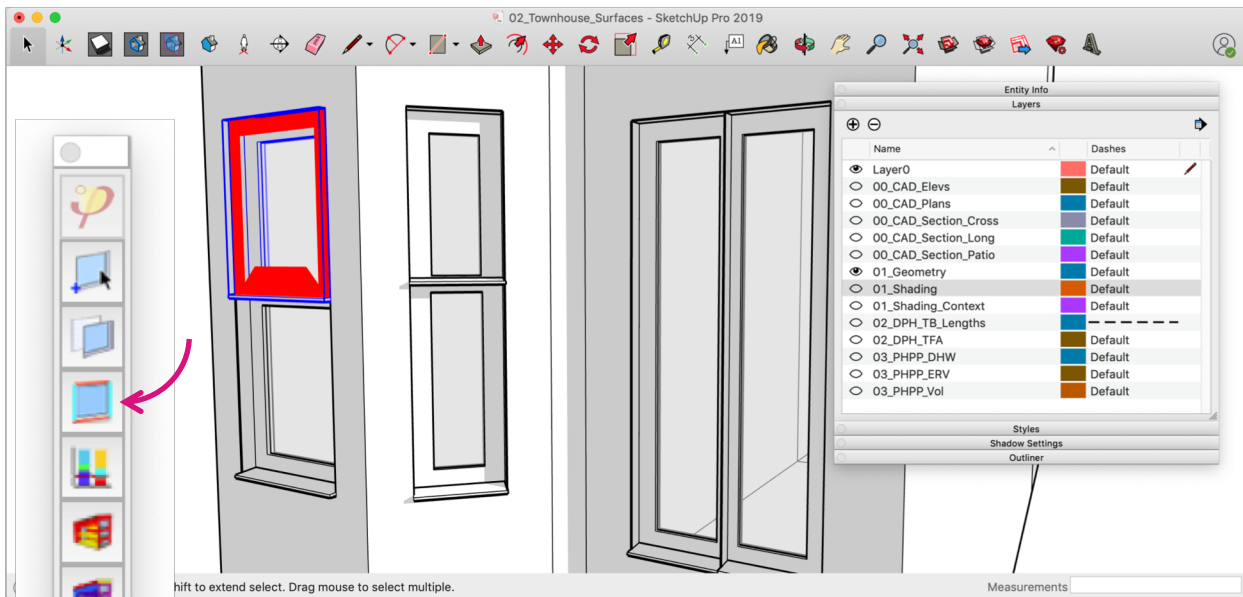 02_Townhouse_Surfaces - SketchUp Pro 2019
A1
Entity Info
Layers
Name Dashes
Layer0 Default
00_CAD_Elevs Default
00_CAD_Plans Default
00_CAD_Section_Cross Default
00_CAD_Section_Long Default
00_CAD_Section_Patio Default
01_Geometry Default
01_Shading Default
01_Shading_Context Default
02_DPH_TB_Lengths
02_DPH_TFA Default
03_PHPP_DHW Default
03_PHPP_ERV Default
03_PHPP_Vol Default
Styles
Shadow Settings
Outliner
hift to extend select. Drag mouse to select multiple. Measurements